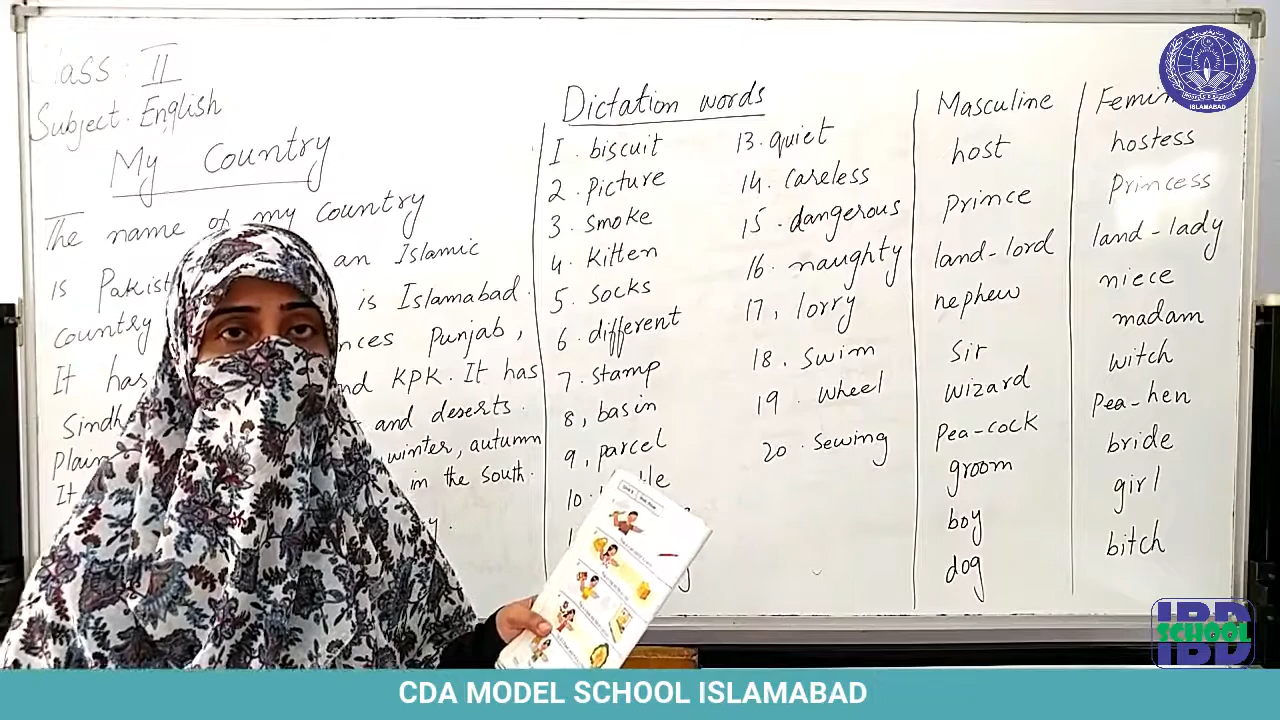 Class : II
Subject . English
My Country
The name of my country
is Pakist an Islamic
country is Islamabad.
It has nces Punjab,
Sindh nd KPK. It has
Plain and deserts.
It winter, autumn
in the south.
Dictation words
1. biscuit
2. Picture
3. Smoke
4. Kitten
5. Socks
6. different
7. Stamp
8, basin
9, parcel
10.
13. quiet
14. Careless
15. dangerous
16. naughty
17, lorry
18. Swim
19. wheel
20. Sewing
Masculine
host
Prince
land-lord
nephew
Sir
wizard
Pea-cock
groom
boy
dog
Femin
hostess
Princess
land-lady
niece
madam
witch
Pea-hen
bride
girl
bitch
ISLAMABAD
IBD
SCHOOL
IBD
CDA MODEL SCHOOL ISLAMABAD